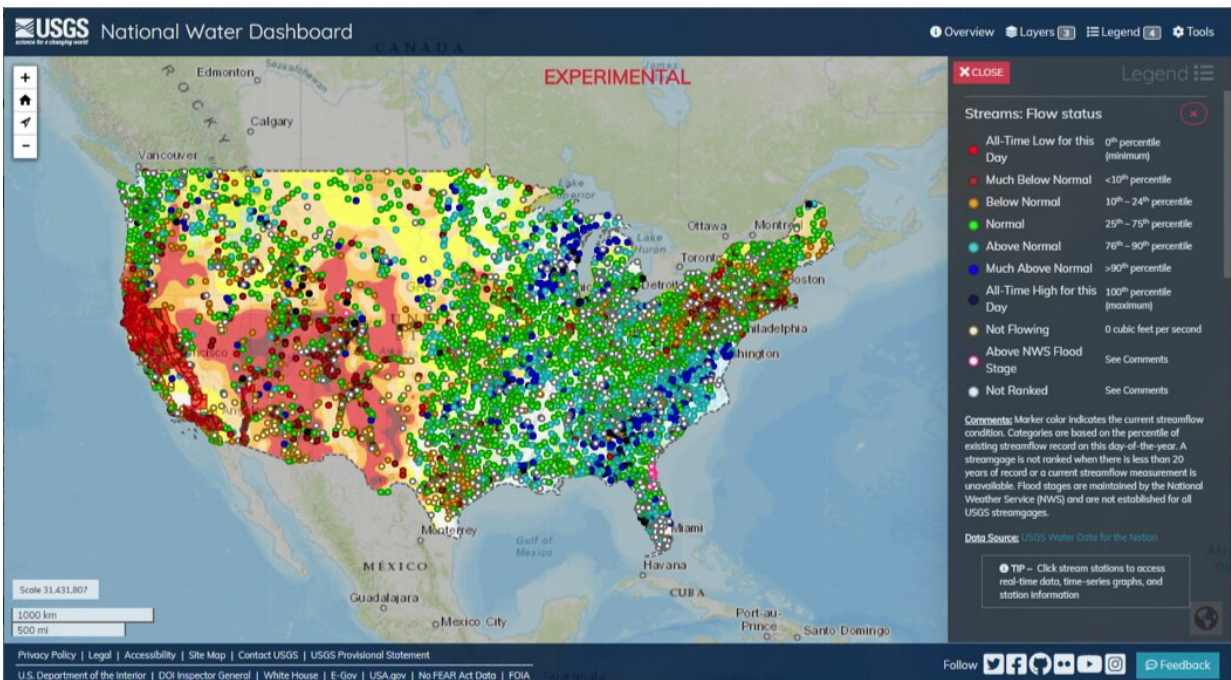 USGS
science for a changing world
National Water Dashboard
Overview
Layers 3
Legend 4
Tools
CANADA
EXPERIMENTAL
Edmonton
Saskatchewan
James
ROCKY
Calgary
Vancouver
Lake
Superior
Ottawa
Montreal
Lake
Huron
Toront
Detroit
Boston
hiladelphia
hington
cisco
Monterrey
Miami
Gulf of
Mexico
MÉXICO
Havana
CUBA
Guadalajara
Mexico City
Port-au-
Prince
Santo Domingo
Scale 31,431,807
1000 km
500 mi
CLOSE
Legend
Streams: Flow status
All-Time Low for this Day 0th percentile (minimum)
Much Below Normal <10th percentile
Below Normal 10th – 24th percentile
Normal 25th – 75th percentile
Above Normal 76th – 90th percentile
Much Above Normal >90th percentile
All-Time High for this Day 100th percentile (maximum)
Not Flowing 0 cubic feet per second
Above NWS Flood Stage See Comments
Not Ranked See Comments
Comments: Marker color indicates the current streamflow
condition. Categories are based on the percentile of
existing streamflow record on this day-of-the-year. A
streamgage is not ranked when there is less than 20
years of record or a current streamflow measurement is
unavailable. Flood stages are maintained by the National
Weather Service (NWS) and are not established for all
USGS streamgages.
Data Source: USGS Water Data for the Nation
TIP – Click stream stations to access
real-time data, time-series graphs, and
station information
Privacy Policy | Legal | Accessibility | Site Map | Contact USGS | USGS Provisional Statement
U.S. Department of the Interior | DOI Inspector General | White House | E-Gov | USA.gov | No FEAR Act Data | FOIA
Follow
Feedback